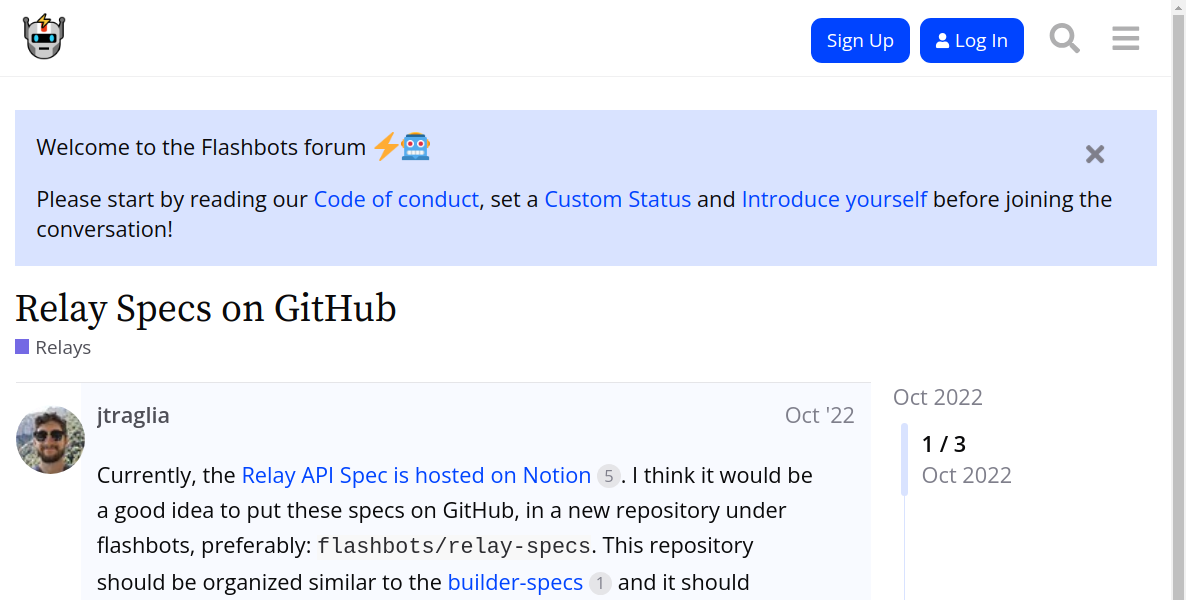 Sign Up
Log In
Welcome to the Flashbots forum
Please start by reading our Code of conduct, set a Custom Status and Introduce yourself before joining the
conversation!
Relay Specs on GitHub
Relays
jtraglia
Oct '22
Oct 2022
1 / 3
Oct 2022
Currently, the Relay API Spec is hosted on Notion 5. I think it would be
a good idea to put these specs on GitHub, in a new repository under
flashbots, preferably: flashbots/relay-specs. This repository
should be organized similar to the builder-specs 1 and it should